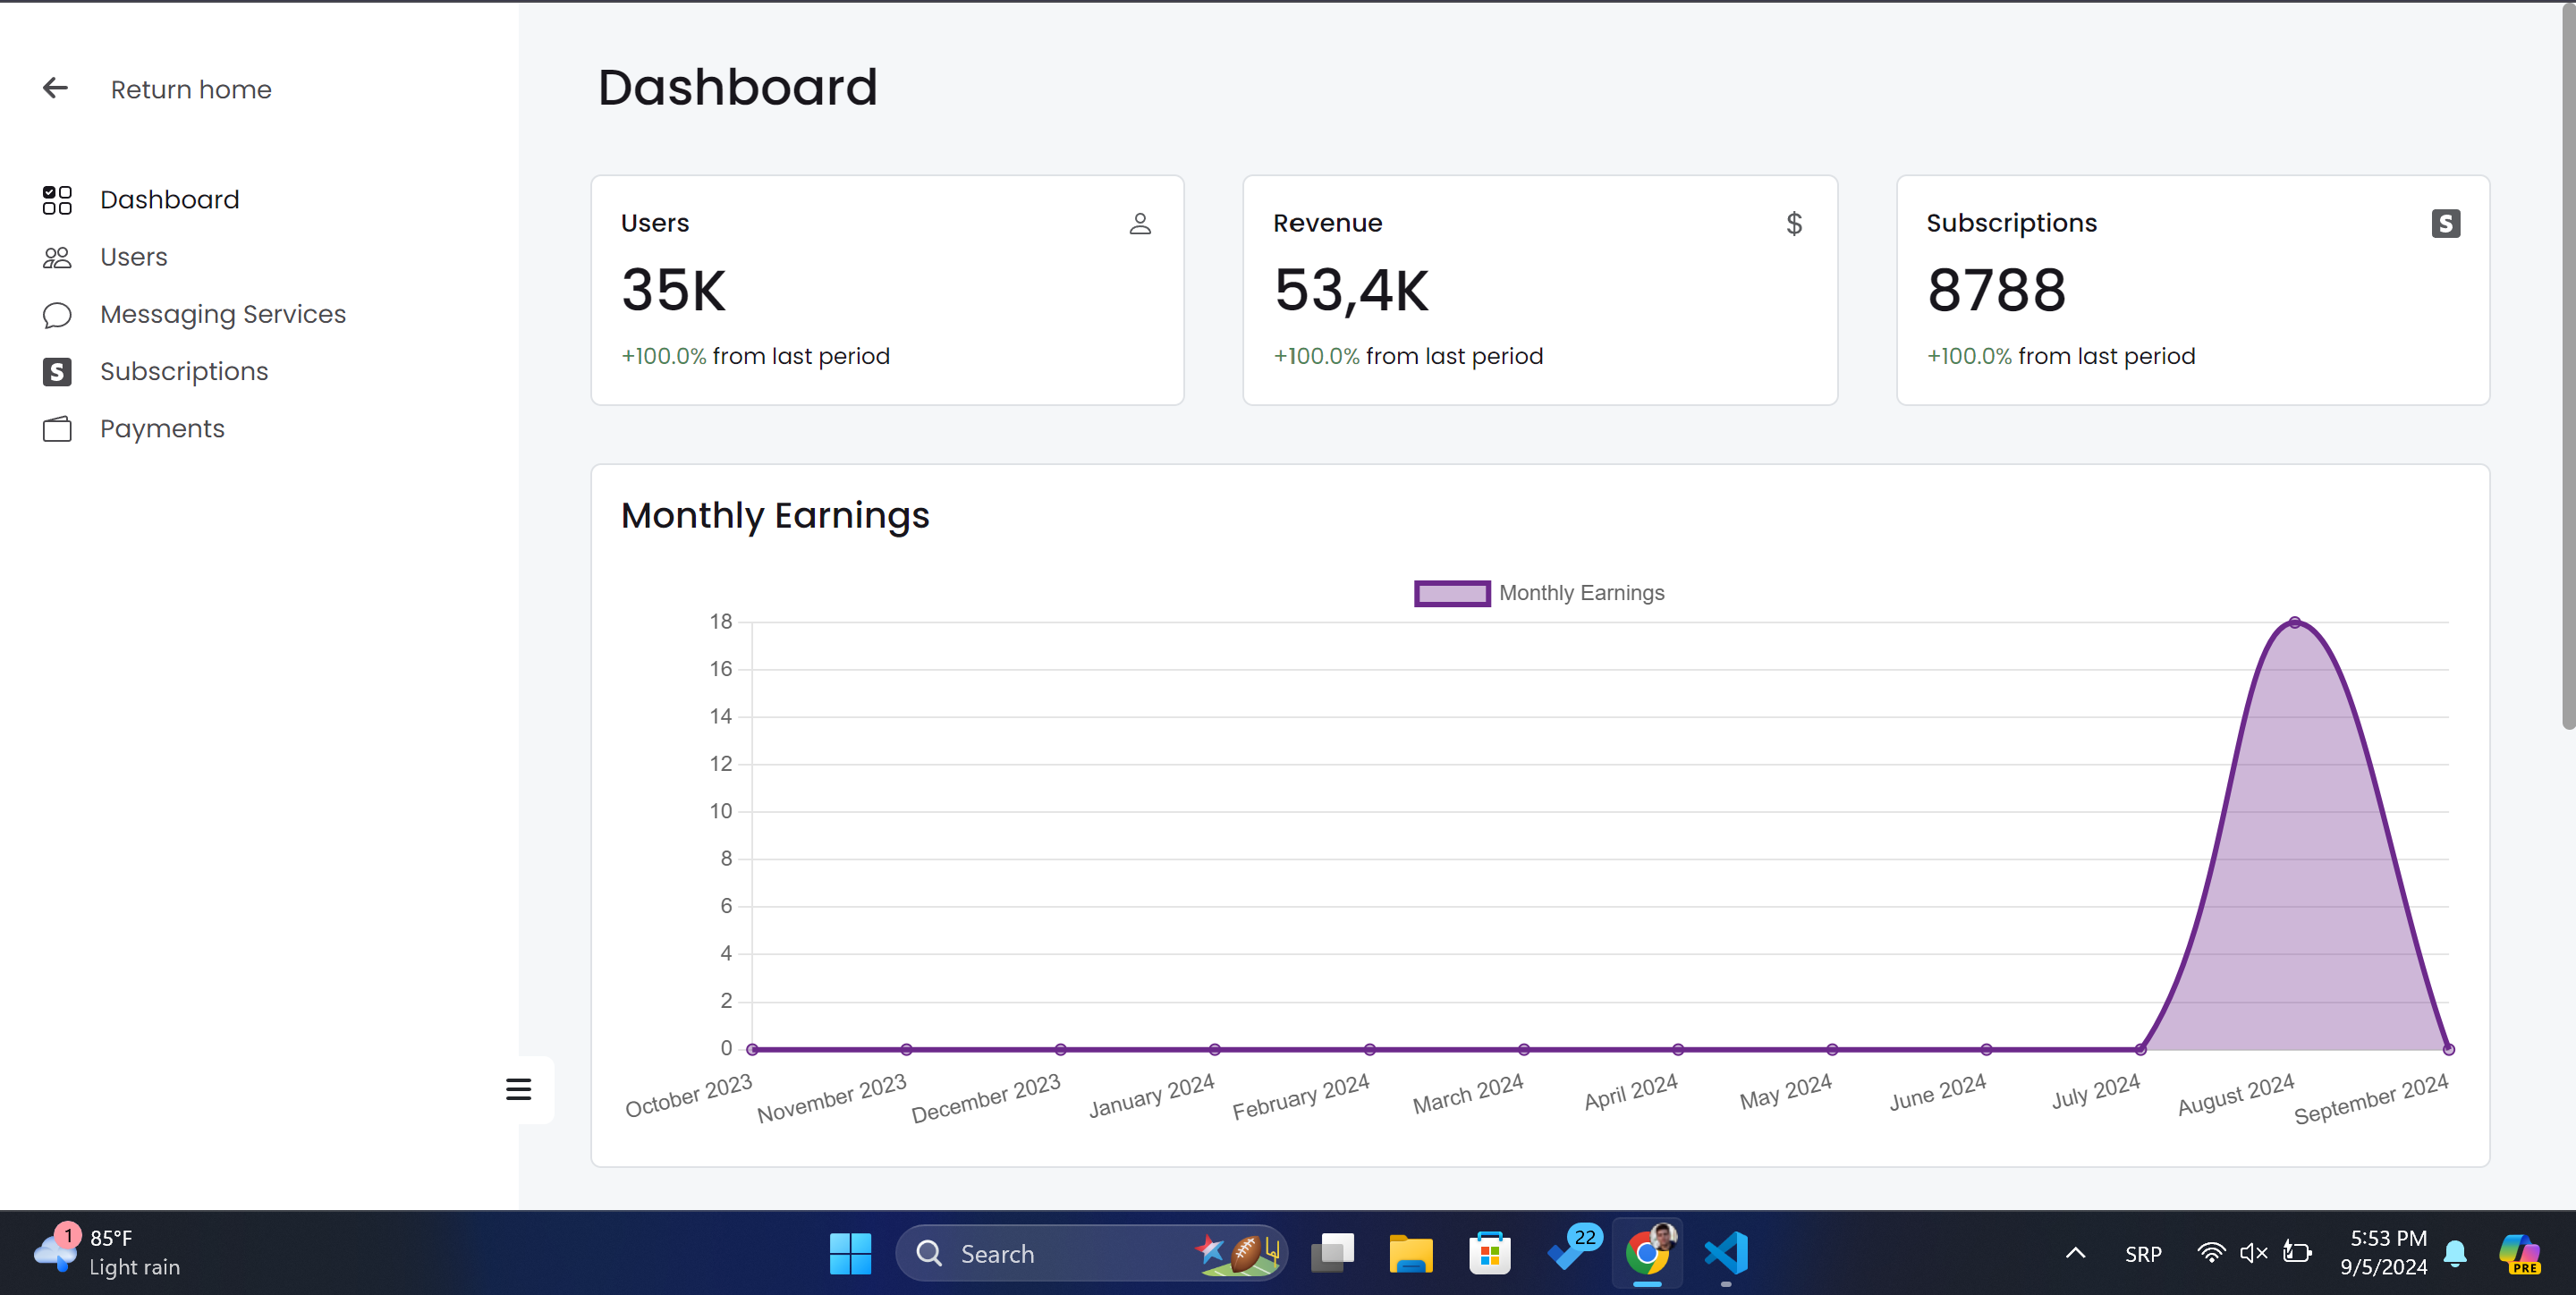 Return home
Dashboard
Users
Messaging Services
S Subscriptions
Payments
Dashboard
Users
35K
+100.0% from last period
Revenue
$
53,4K
+100.0% from last period
Subscriptions
S
8788
+100.0% from last period
Monthly Earnings
Monthly Earnings
18
16
14
12
10
8
6
4
2
0
October 2023
November 2023
December 2023
January 2024
February 2024
March 2024
April 2024
May 2024
June 2024
July 2024
August 2024
September 2024
1
85°F
Light rain
Search
22
SRP
5:53 PM
9/5/2024
PRE